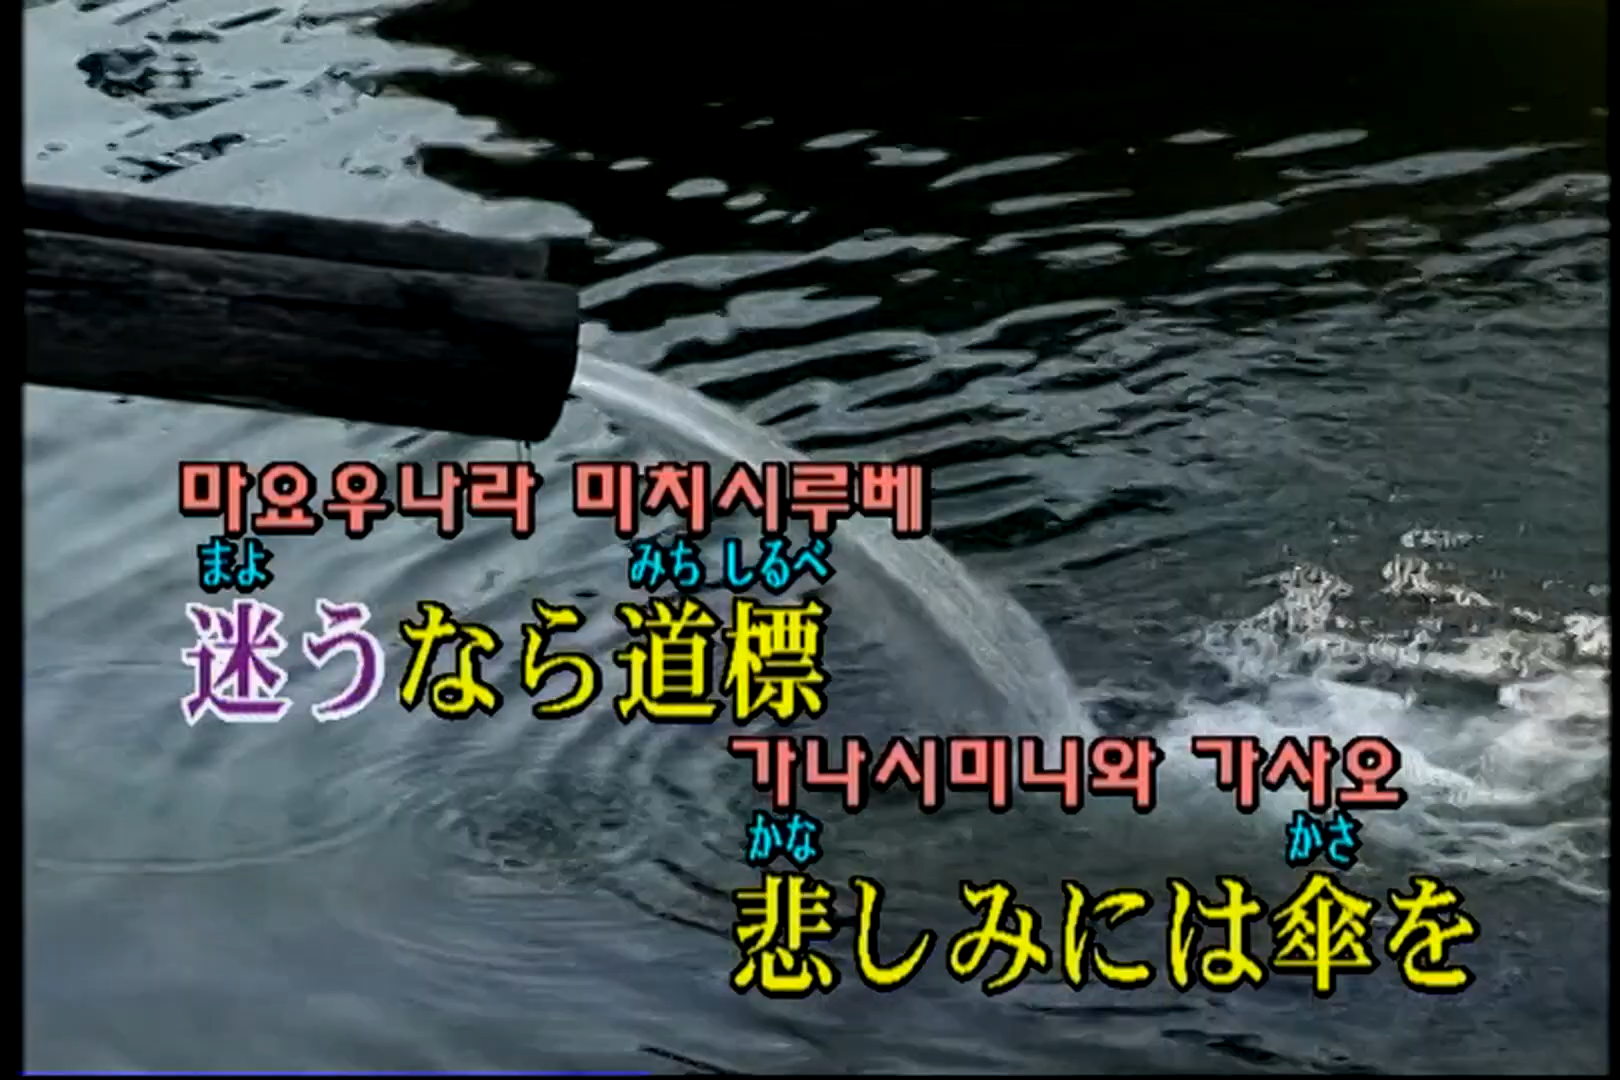 마요우나라 미치시루베
まよ みち しるべ
迷うなら道標
가나시미니와 가사오
かな かさ
悲しみには傘を